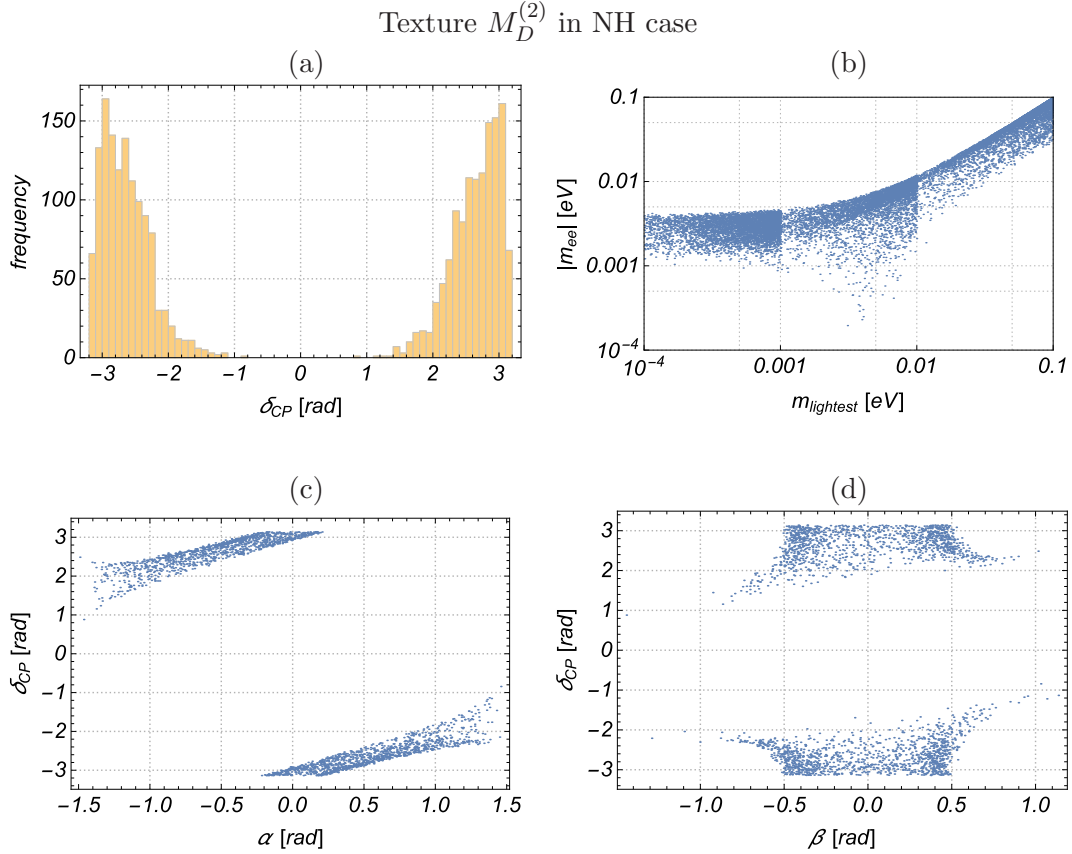 Texture $M_D^{(2)}$ in NH case
(a)
(b)
frequency
150
100
50
0
−3 −2 −1 0 1 2 3
δ_CP [rad]
|m_ee| [eV]
0.1
0.01
0.001
10^−4
10^−4 0.001 0.01 0.1
m_lightest [eV]
(c)
(d)
δ_CP [rad]
3
2
1
0
−1
−2
−3
−1.5 −1.0 −0.5 0.0 0.5 1.0 1.5
α [rad]
δ_CP [rad]
3
2
1
0
−1
−2
−3
−1.0 −0.5 0.0 0.5 1.0
β [rad]